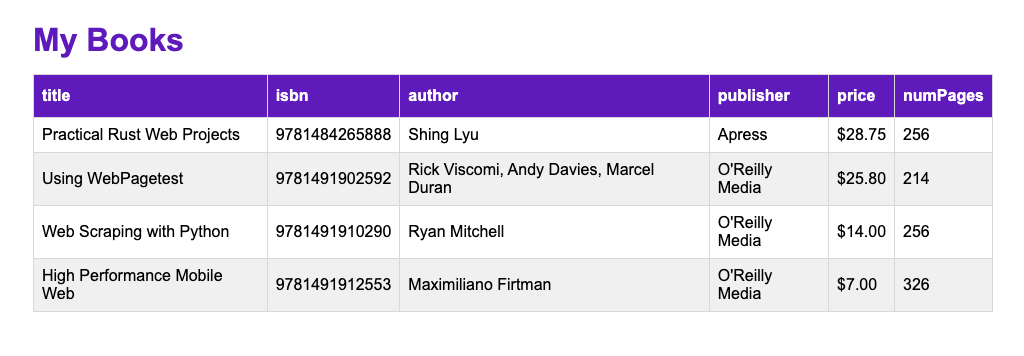 My Books
title isbn author publisher price numPages
Practical Rust Web Projects 9781484265888 Shing Lyu Apress $28.75 256
Using WebPagetest 9781491902592 Rick Viscomi, Andy Davies, Marcel Duran O'Reilly Media $25.80 214
Web Scraping with Python 9781491910290 Ryan Mitchell O'Reilly Media $14.00 256
High Performance Mobile Web 9781491912553 Maximiliano Firtman O'Reilly Media $7.00 326